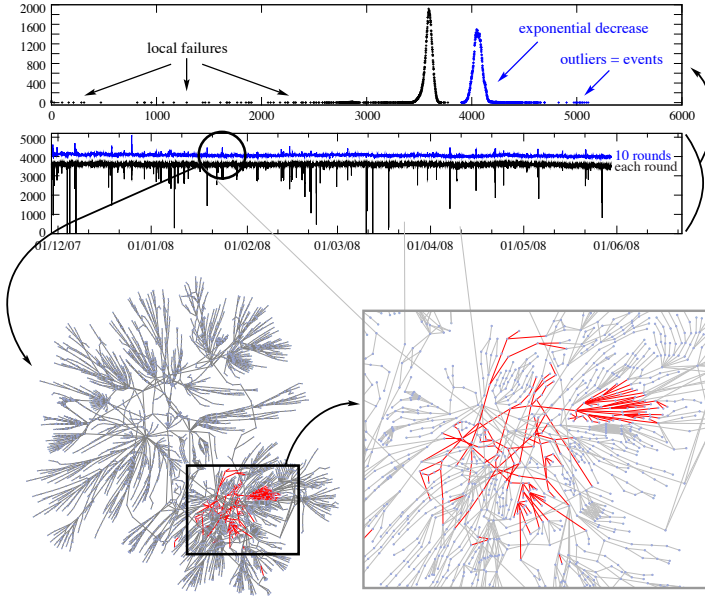 2000
1600
1200
800
400
0
exponential decrease
local failures
outliers = events
0 1000 2000 3000 4000 5000 6000
5000
4000
3000
2000
1000
0
10 rounds
each round
01/12/07 01/01/08 01/02/08 01/03/08 01/04/08 01/05/08 01/06/08